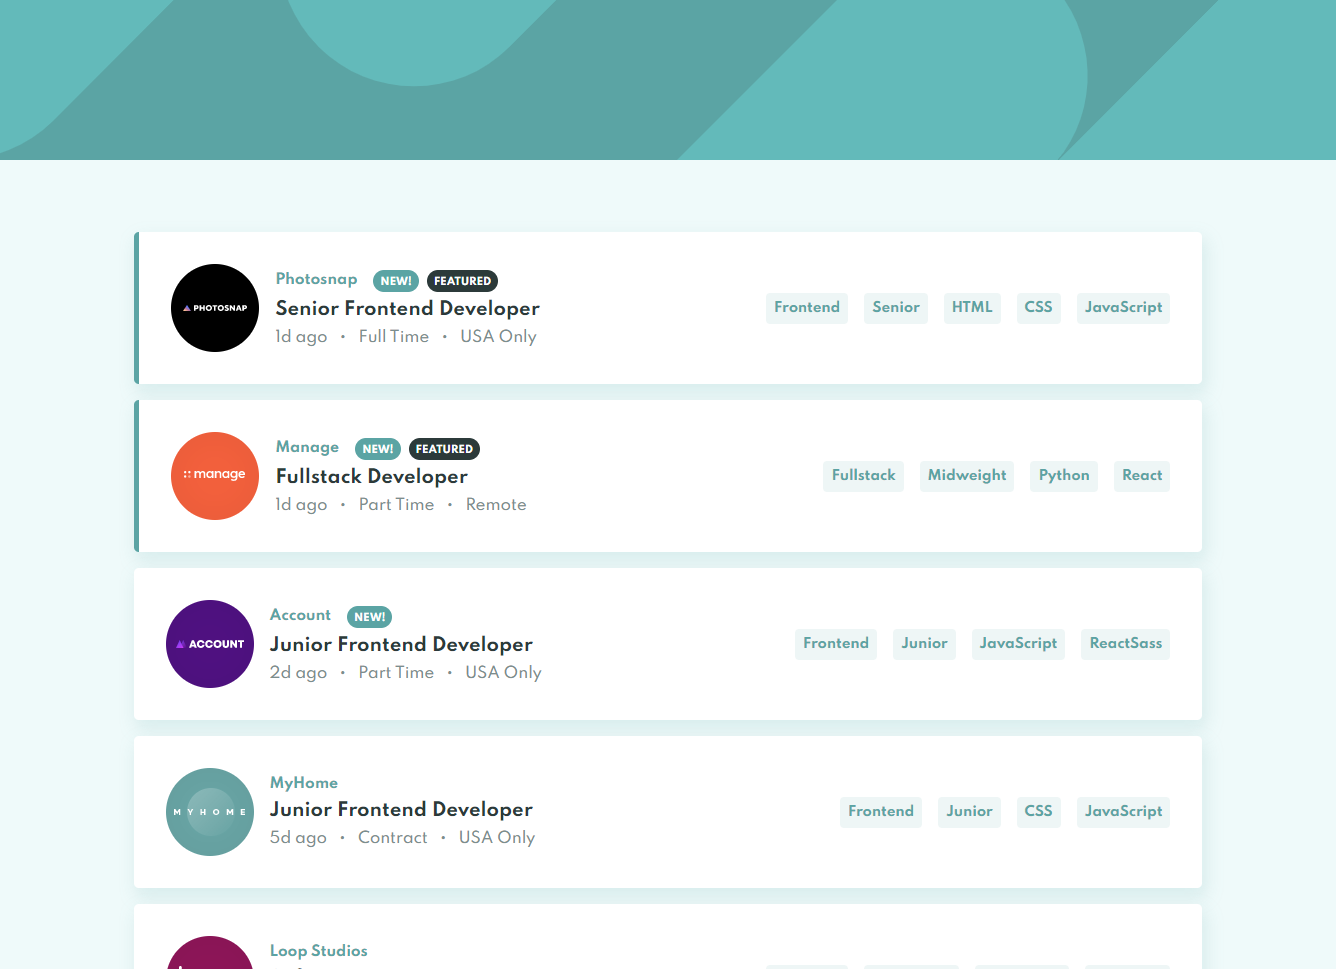 PHOTOSNAP
Photosnap NEW! FEATURED
Senior Frontend Developer
1d ago • Full Time • USA Only
Frontend Senior HTML CSS JavaScript
manage
Manage NEW! FEATURED
Fullstack Developer
1d ago • Part Time • Remote
Fullstack Midweight Python React
ACCOUNT
Account NEW!
Junior Frontend Developer
2d ago • Part Time • USA Only
Frontend Junior JavaScript ReactSass
MYHOME
MyHome
Junior Frontend Developer
5d ago • Contract • USA Only
Frontend Junior CSS JavaScript
Loop Studios